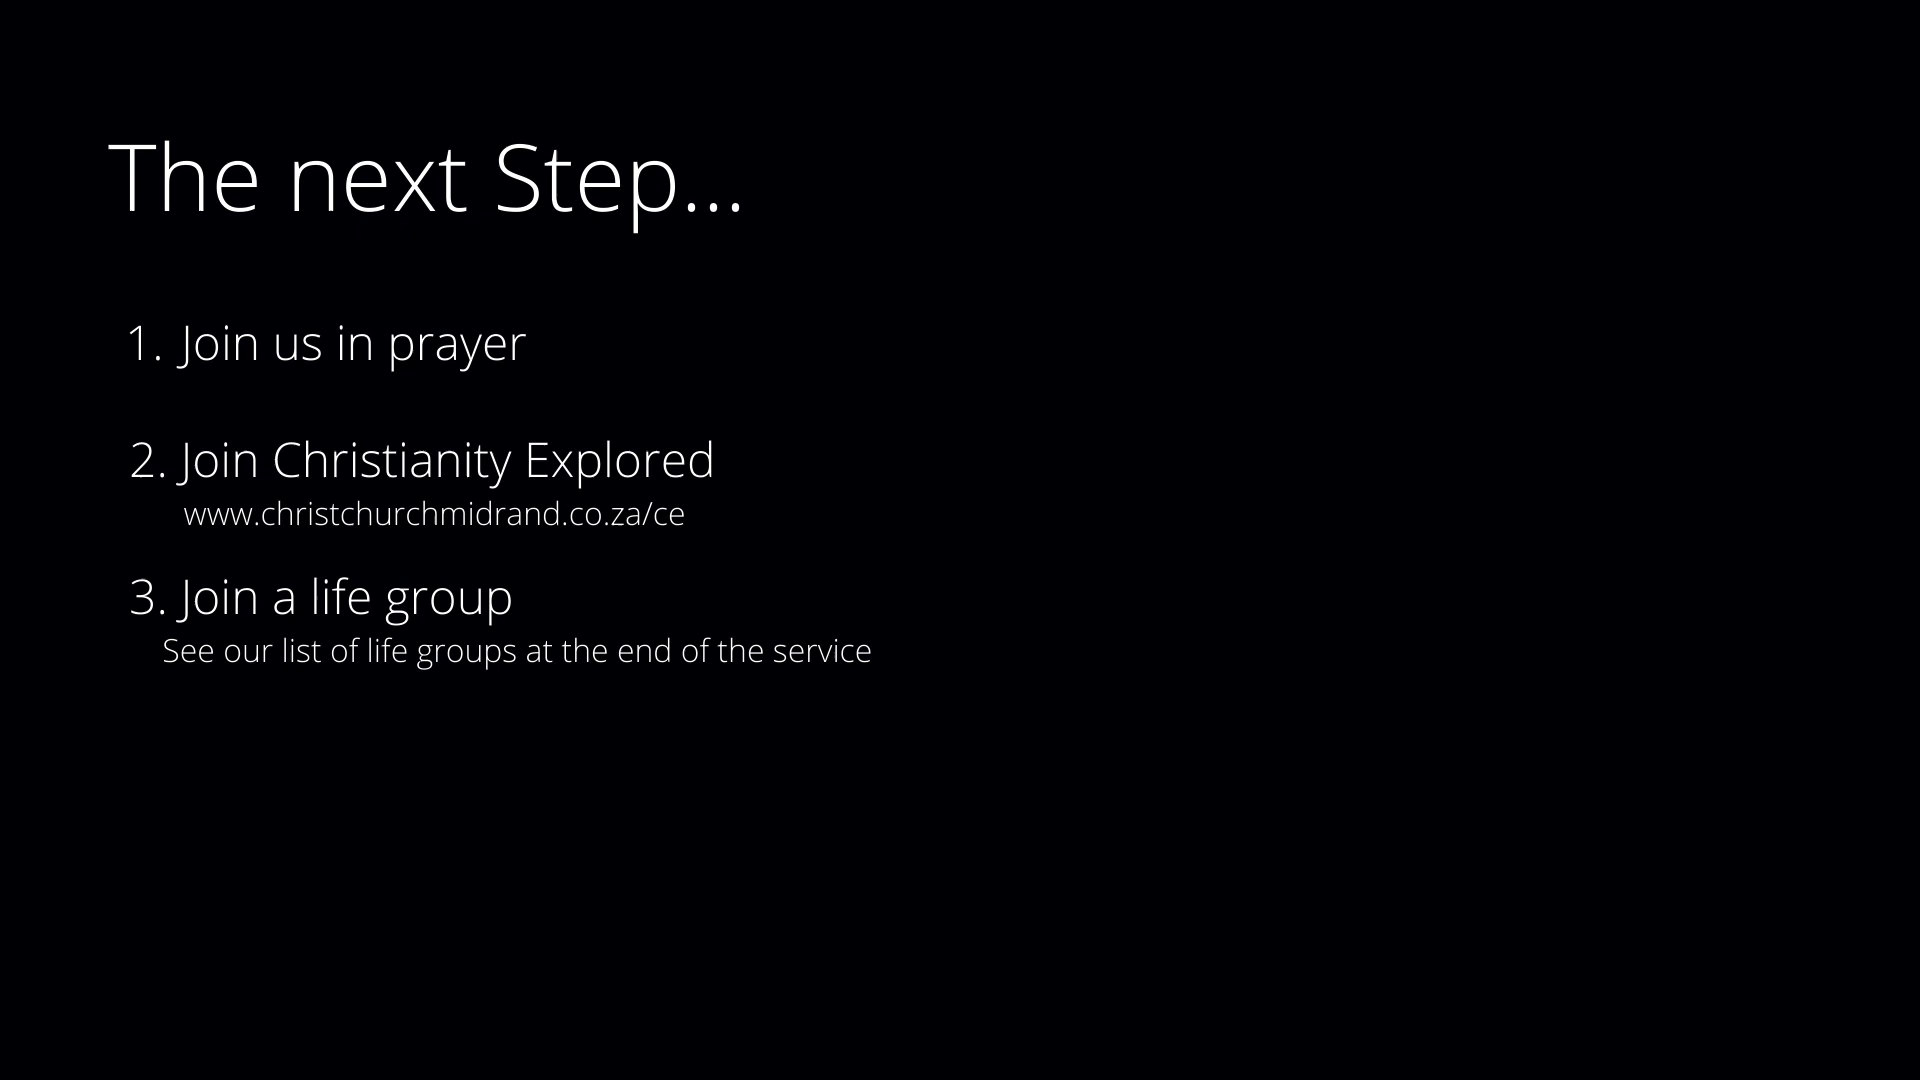 The next Step...
1. Join us in prayer
2. Join Christianity Explored
www.christchurchmidrand.co.za/ce
3. Join a life group
See our list of life groups at the end of the service